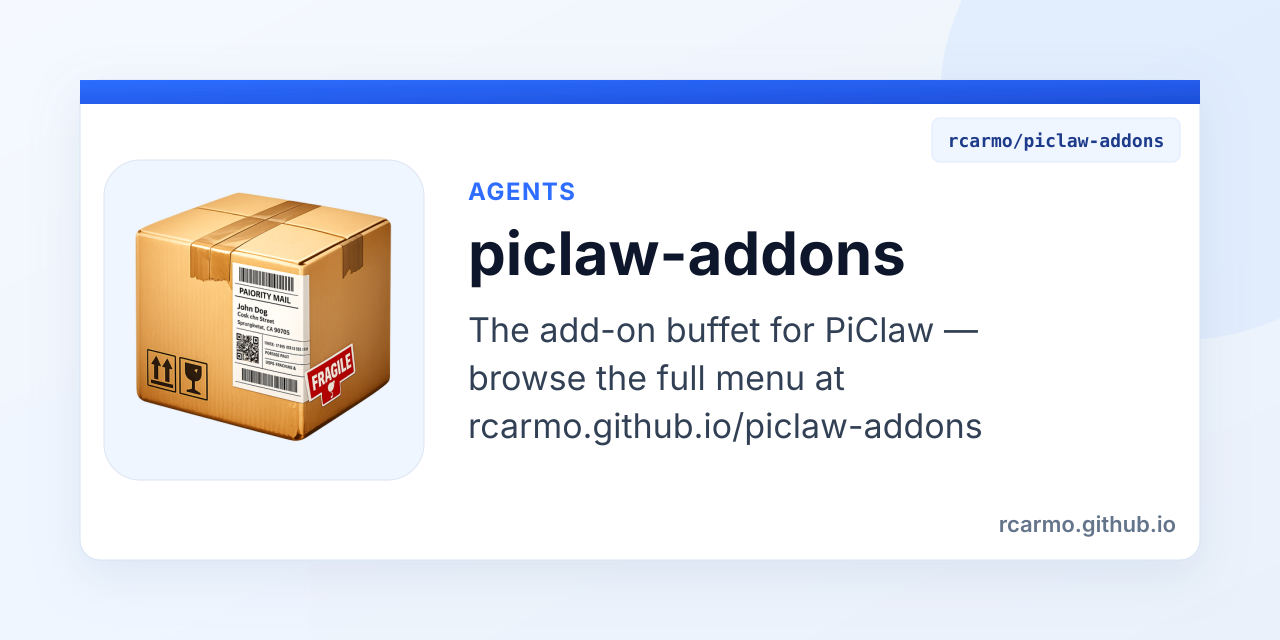 rcarmo/piclaw-addons
AGENTS
piclaw-addons
The add-on buffet for PiClaw —
browse the full menu at
rcarmo.github.io/piclaw-addons
PAIORITY MAIL
John Dog
FRAGILE
rcarmo.github.io